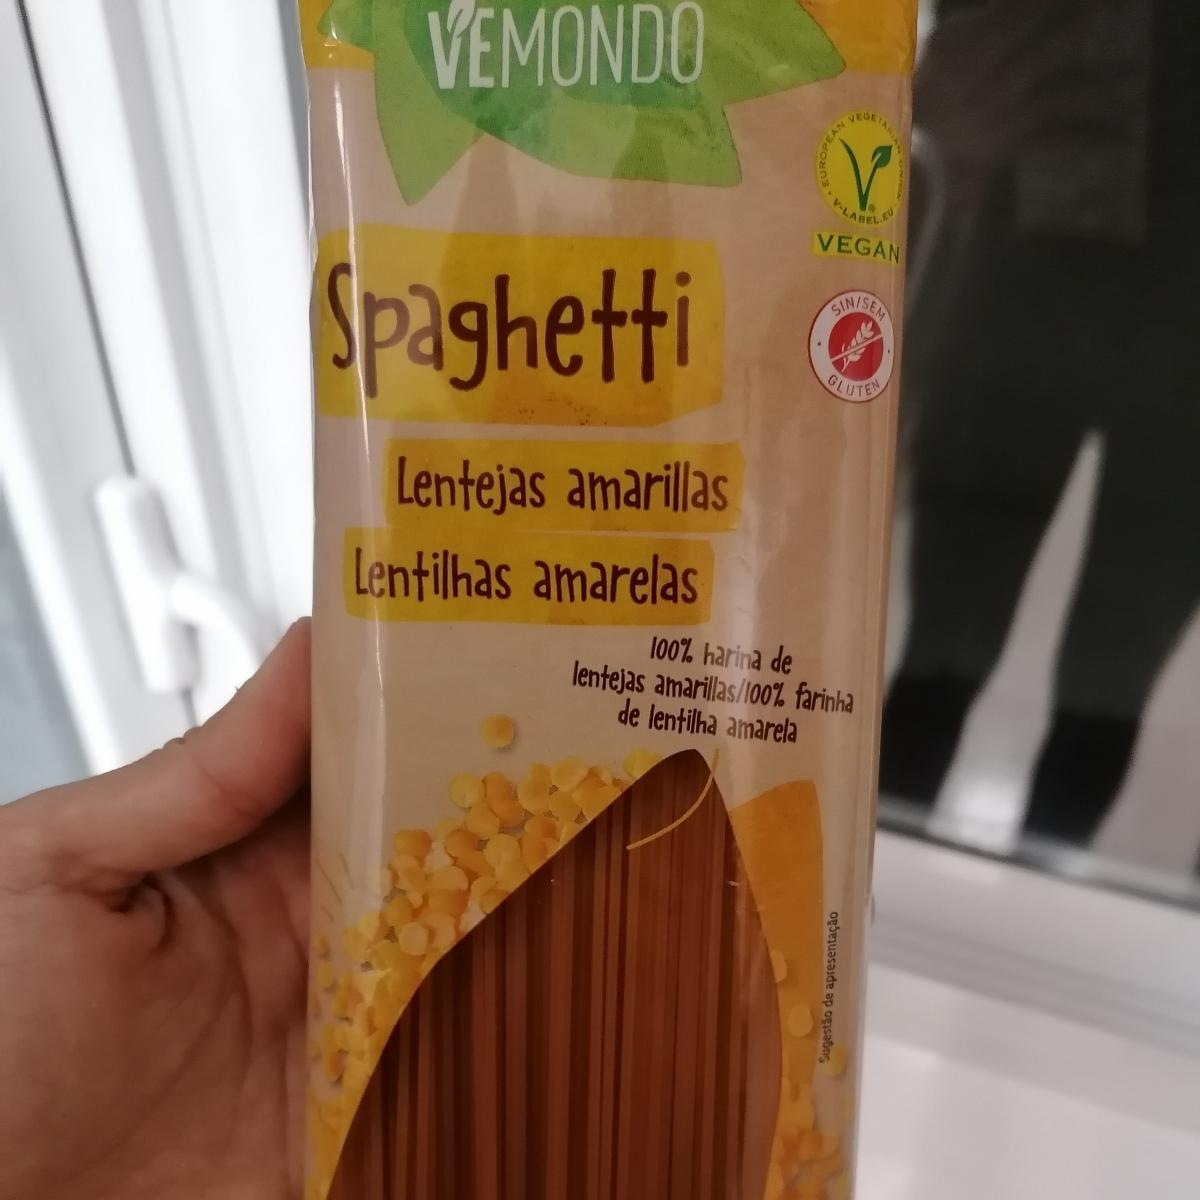 VEMONDO
EUROPEAN VEGETARIAN UNION
V-LABEL.EU
VEGAN
Spaghetti
SIN/SEM
GLUTEN
Lentejas amarillas
Lentilhas amarelas
100% harina de
lentejas amarillas/100% farinha
de lentilha amarela
Sugestão de apresentação